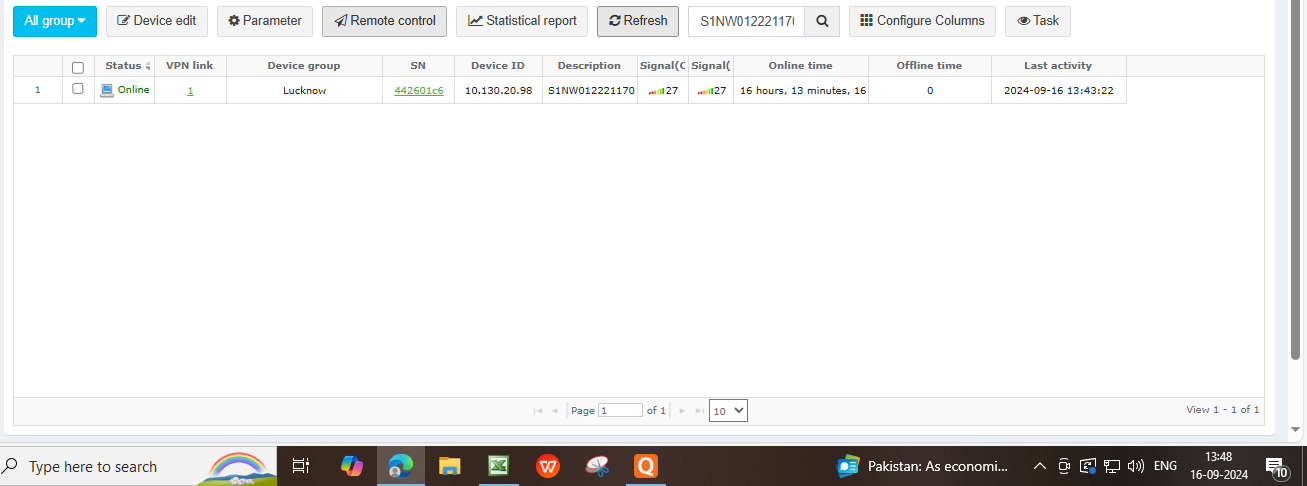 All group Device edit Parameter Remote control Statistical report Refresh S1NW01222117 Configure Columns Task
Status VPN link Device group SN Device ID Description Signal(C Signal( Online time Offline time Last activity
1 Online 1 Lucknow 442601c6 10.130.20.98 S1NW012221170 27 27 16 hours, 13 minutes, 16 0 2024-09-16 13:43:22
Page 1 of 1 10 View 1 - 1 of 1
Type here to search Pakistan: As economi... ENG 13:48
16-09-2024 10